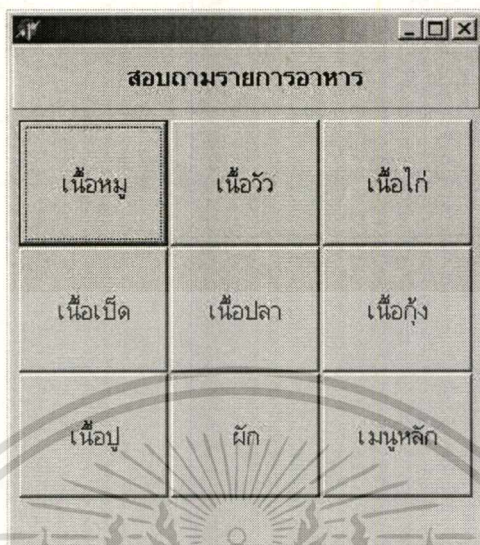 สอบถามรายการอาหาร
เนื้อหมู เนื้อวัว เนื้อไก่
เนื้อเป็ด เนื้อปลา เนื้อกุ้ง
เนื้อปู ผัก เมนูหลัก